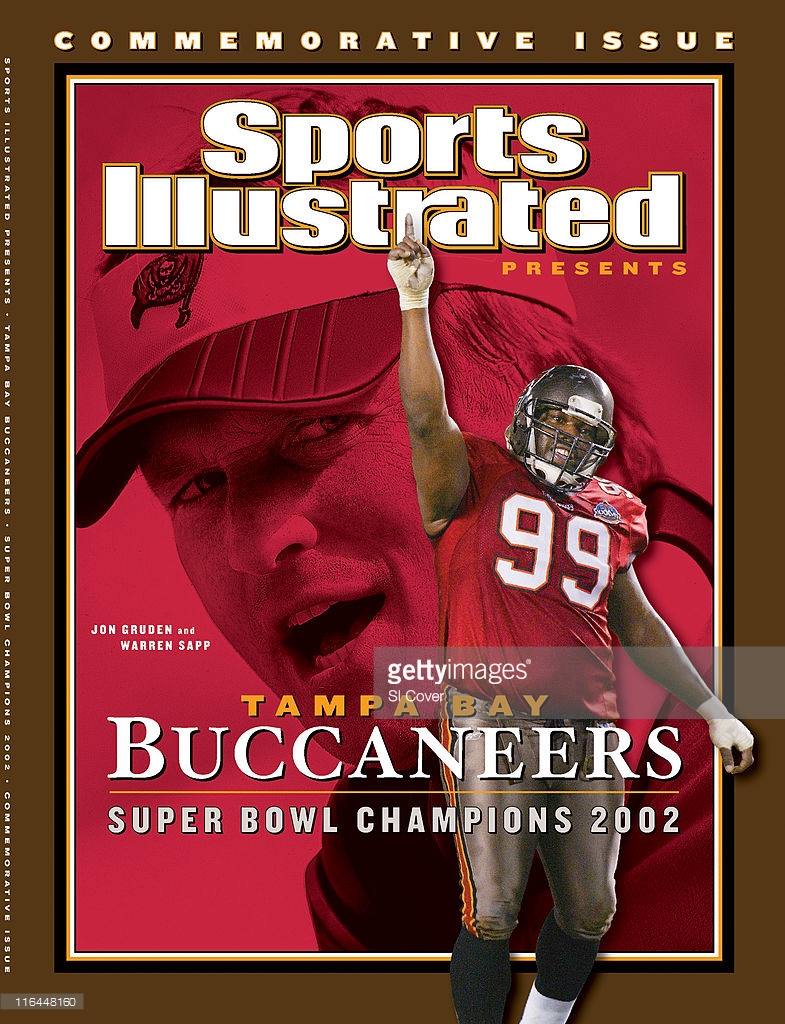 COMMEMORATIVE ISSUE
SPORTS ILLUSTRATED PRESENTS • TAMPA BAY BUCCANEERS • SUPER BOWL CHAMPIONS 2002 • COMMEMORATIVE ISSUE
Sports
Illustrated
PRESENTS
99
JON GRUDEN and
WARREN SAPP
gettyimages®
SI Cover
TAMPA BAY
BUCCANEERS
SUPER BOWL CHAMPIONS 2002
116448160